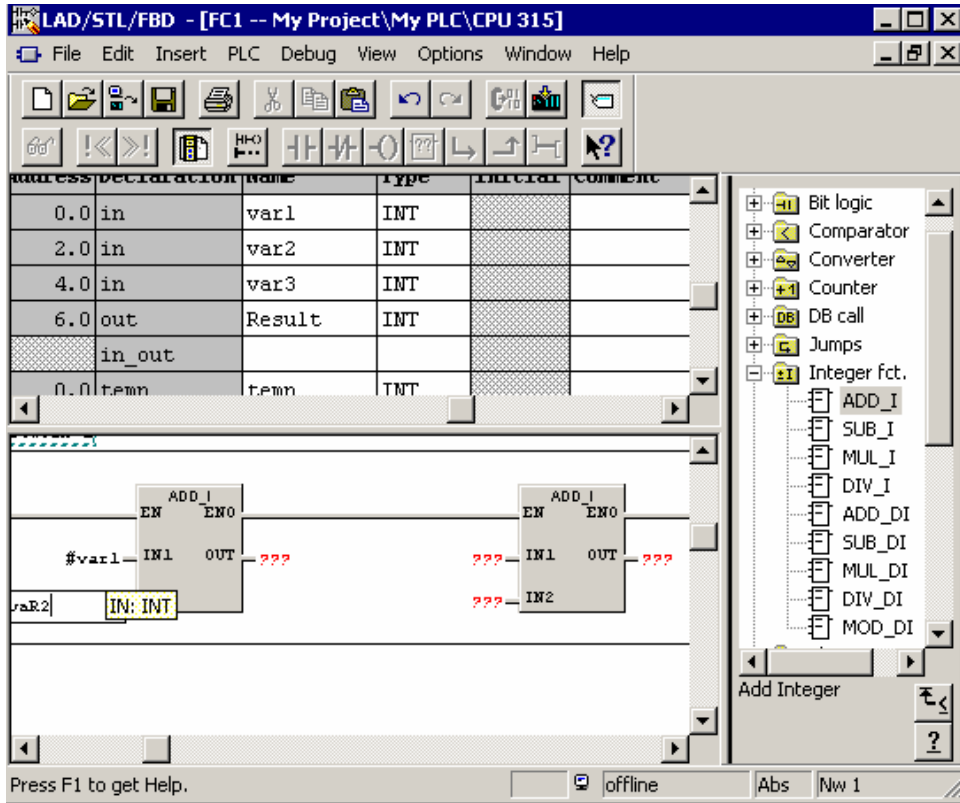 LAD/STL/FBD - [FC1 -- My Project\My PLC\CPU 315]
File Edit Insert PLC Debug View Options Window Help
Address Declaration Name Type Initial Comment
0.0 in var1 INT
2.0 in var2 INT
4.0 in var3 INT
6.0 out Result INT
in_out
0.0 temp temp INT
ADD_I
EN ENO
#var1 IN1 OUT ???
vaR2 IN: INT
ADD_I
EN ENO
??? IN1 OUT ???
??? IN2
Bit logic
Comparator
Converter
Counter
DB call
Jumps
Integer fct.
ADD_I
SUB_I
MUL_I
DIV_I
ADD_DI
SUB_DI
MUL_DI
DIV_DI
MOD_DI
Add Integer
Press F1 to get Help.
offline
Abs
Nw 1